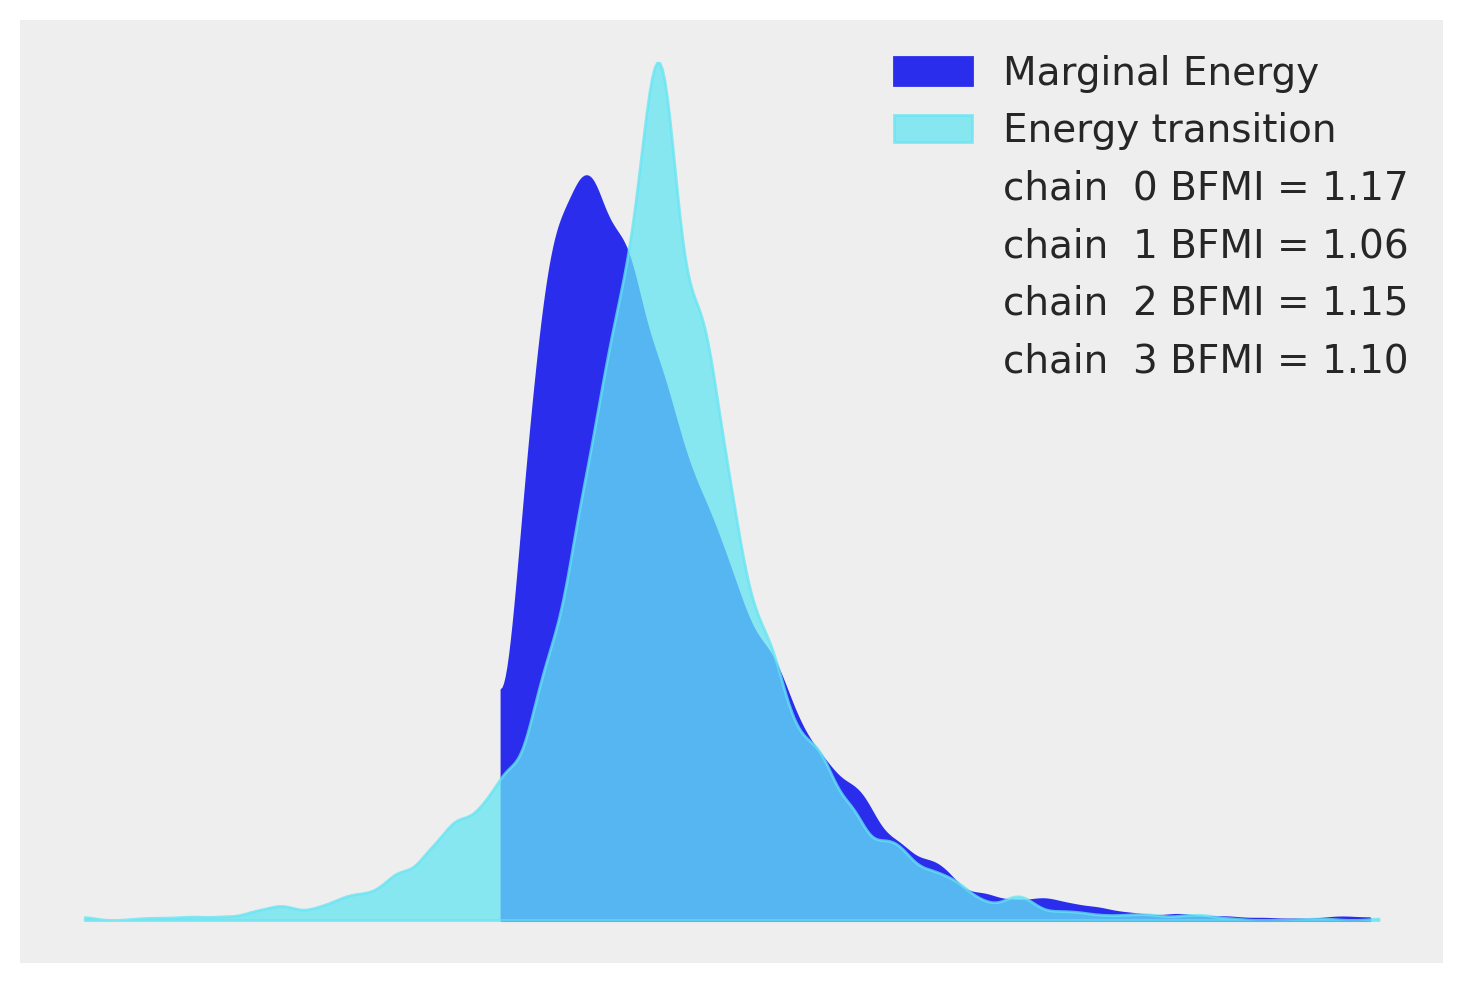 Marginal Energy
Energy transition
chain  0 BFMI = 1.17
chain  1 BFMI = 1.06
chain  2 BFMI = 1.15
chain  3 BFMI = 1.10